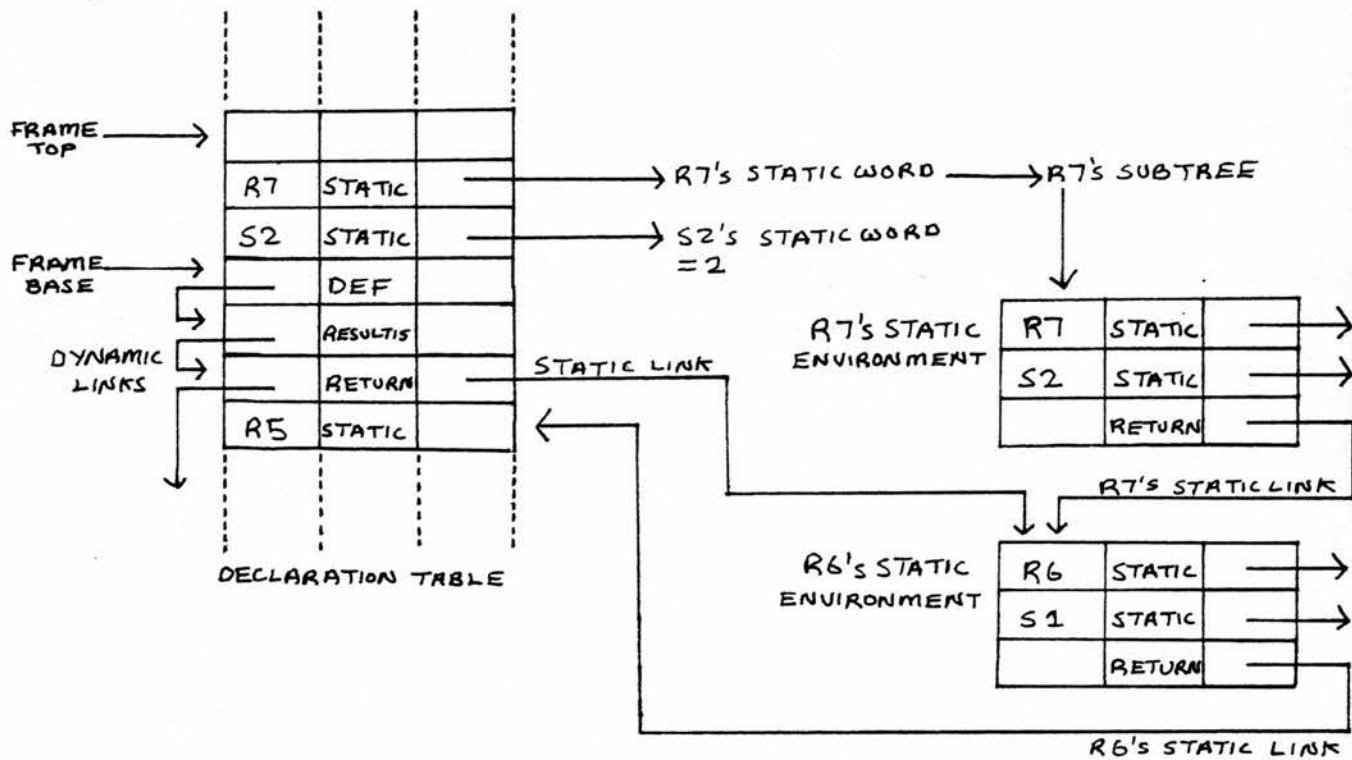 FRAME
TOP
R7 STATIC
R7's STATIC WORD
R7's SUBTREE
S2 STATIC
S2's STATIC WORD
= 2
FRAME
BASE
DEF
RESULTIS
DYNAMIC
LINKS
RETURN
STATIC LINK
R5 STATIC
DECLARATION TABLE
R7's STATIC
ENVIRONMENT
R7 STATIC
S2 STATIC
RETURN
R7's STATIC LINK
R6's STATIC
ENVIRONMENT
R6 STATIC
S1 STATIC
RETURN
R6's STATIC LINK